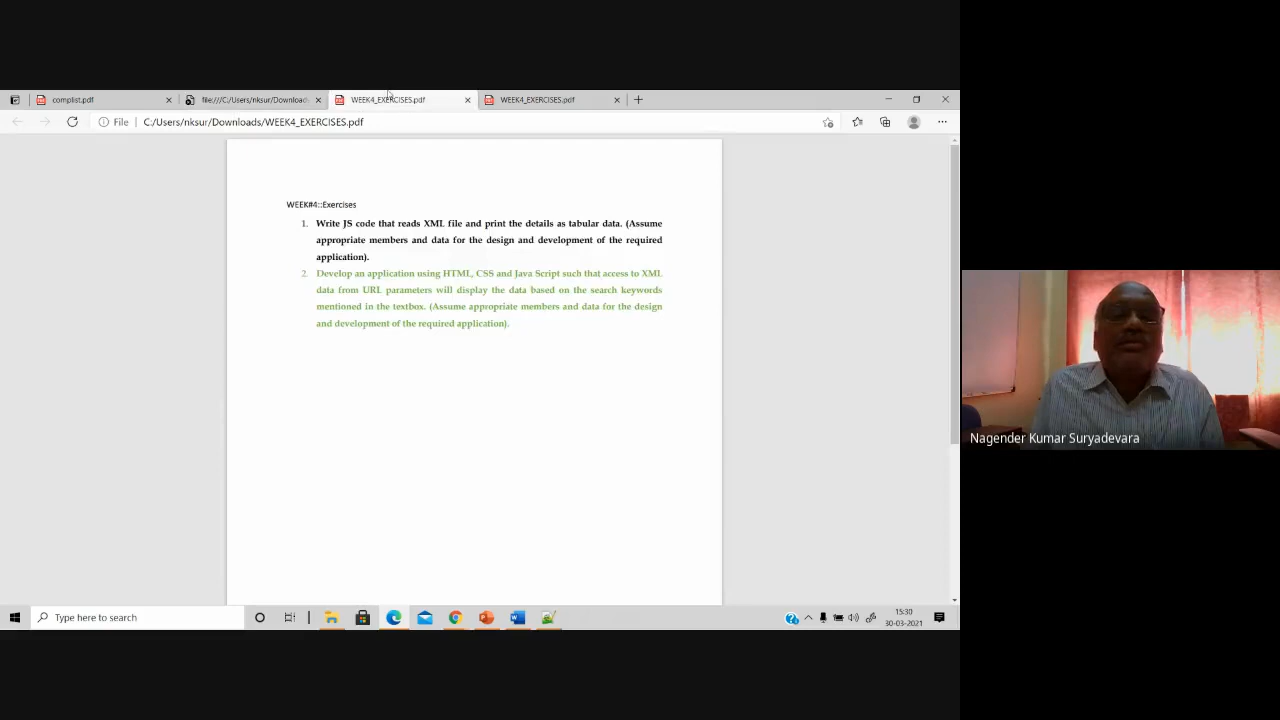 complist.pdf
file:///C:/Users/nksur/Download
WEEK4_EXERCISES.pdf
WEEK4_EXERCISES.pdf
File
C:/Users/nksur/Downloads/WEEK4_EXERCISES.pdf
WEEK#4::Exercises
1. Write JS code that reads XML file and print the details as tabular data. (Assume
appropriate members and data for the design and development of the required
application).
2. Develop an application using HTML, CSS and Java Script such that access to XML
data from URL parameters will display the data based on the search keywords
mentioned in the textbox. (Assume appropriate members and data for the design
and development of the required application).
Nagender Kumar Suryadevara
Type here to search
15:30
30-03-2021